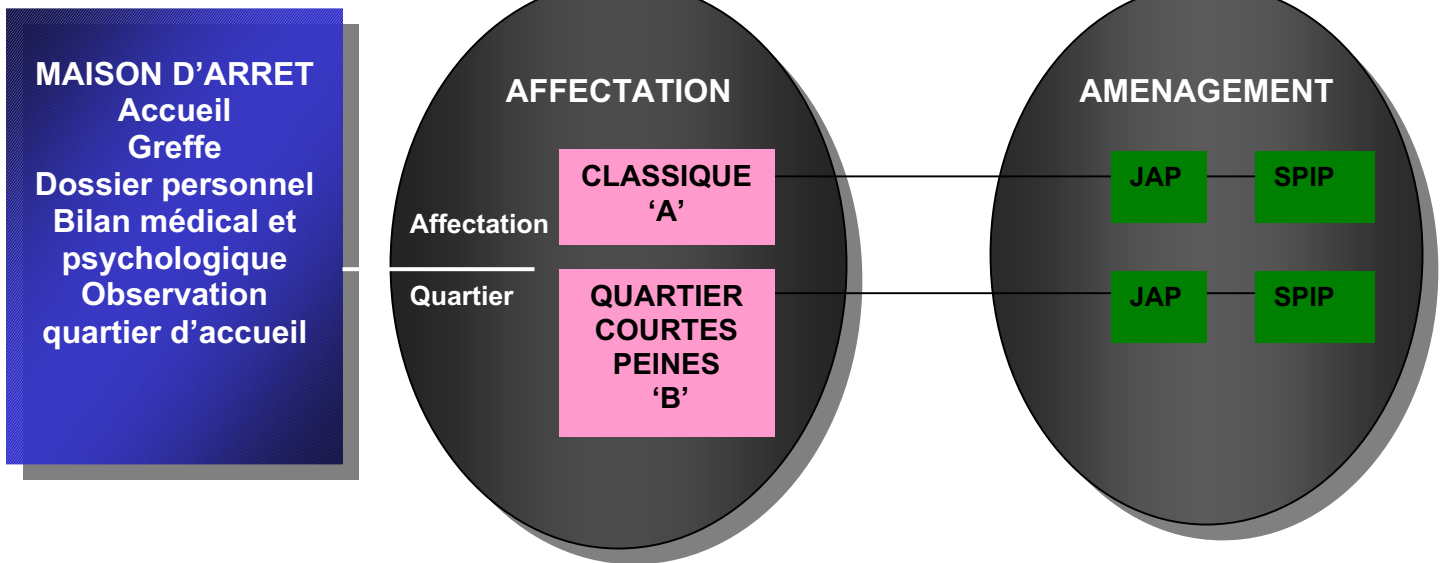 MAISON D’ARRET
Accueil
Greffe
Dossier personnel
Bilan médical et
psychologique
Observation
quartier d’accueil
AFFECTATION
Affectation
Quartier
CLASSIQUE
‘A’
QUARTIER
COURTES
PEINES
‘B’
AMENAGEMENT
JAP
SPIP
JAP
SPIP